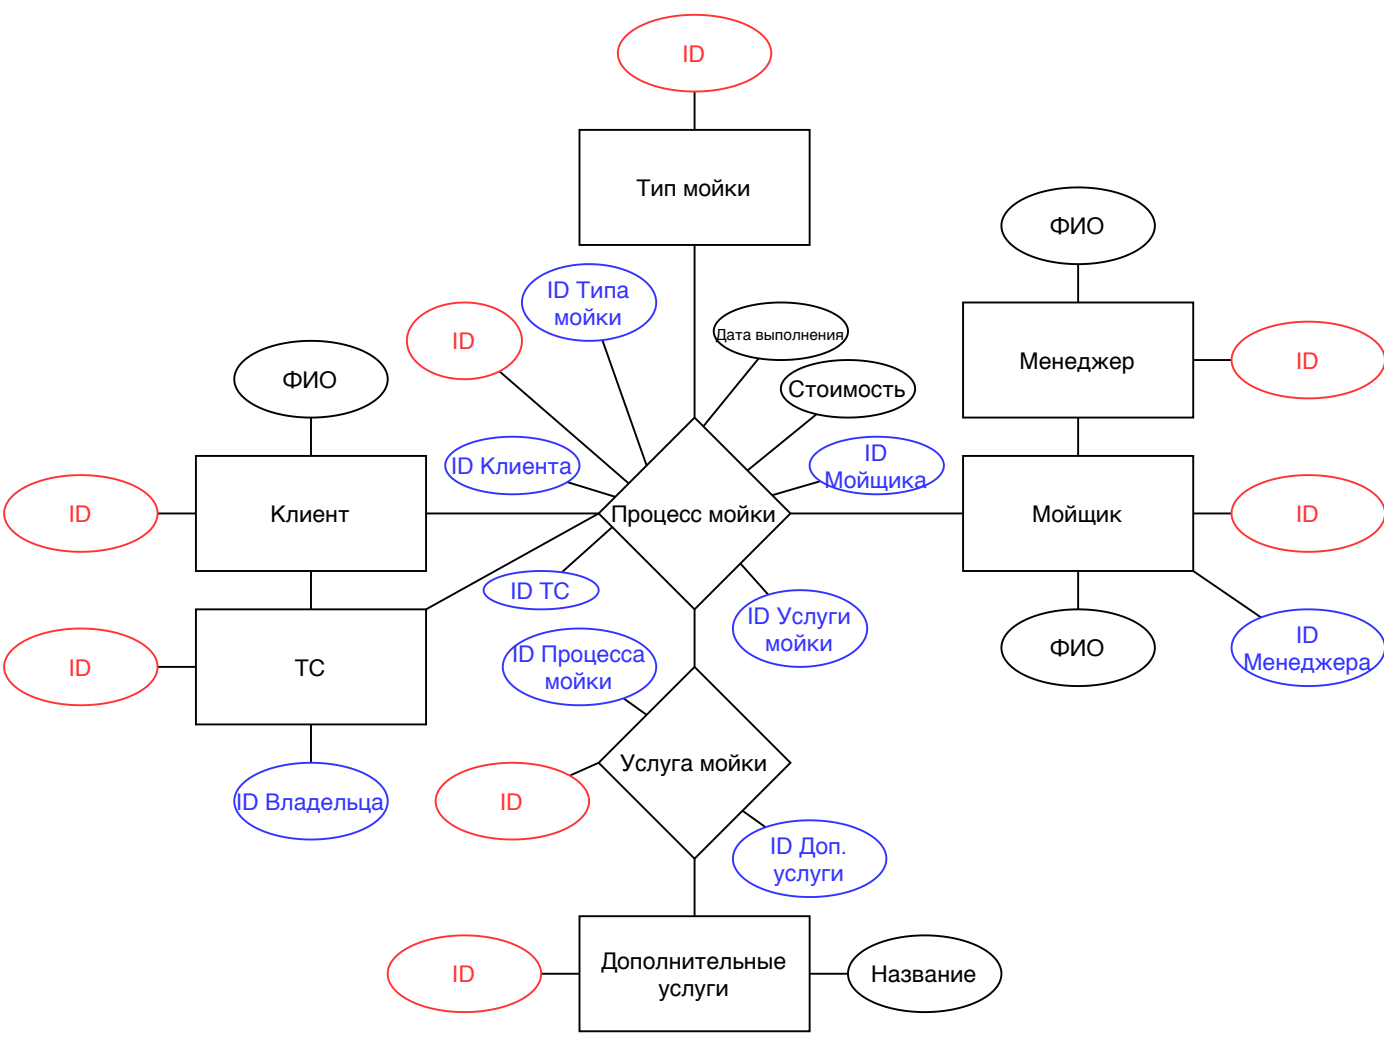 ID
Тип мойки
ФИО
ID Типа
мойки
ID
Дата выполнения
Менеджер
ID
ФИО
Стоимость
ID Клиента
ID
Мойщика
ID
Клиент
Процесс мойки
Мойщик
ID
ID ТС
ID Услуги
мойки
ФИО
ID
Менеджера
ID
ТС
ID Процесса
мойки
Услуга мойки
ID Владельца
ID
ID Доп.
услуги
ID
Дополнительные
услуги
Название